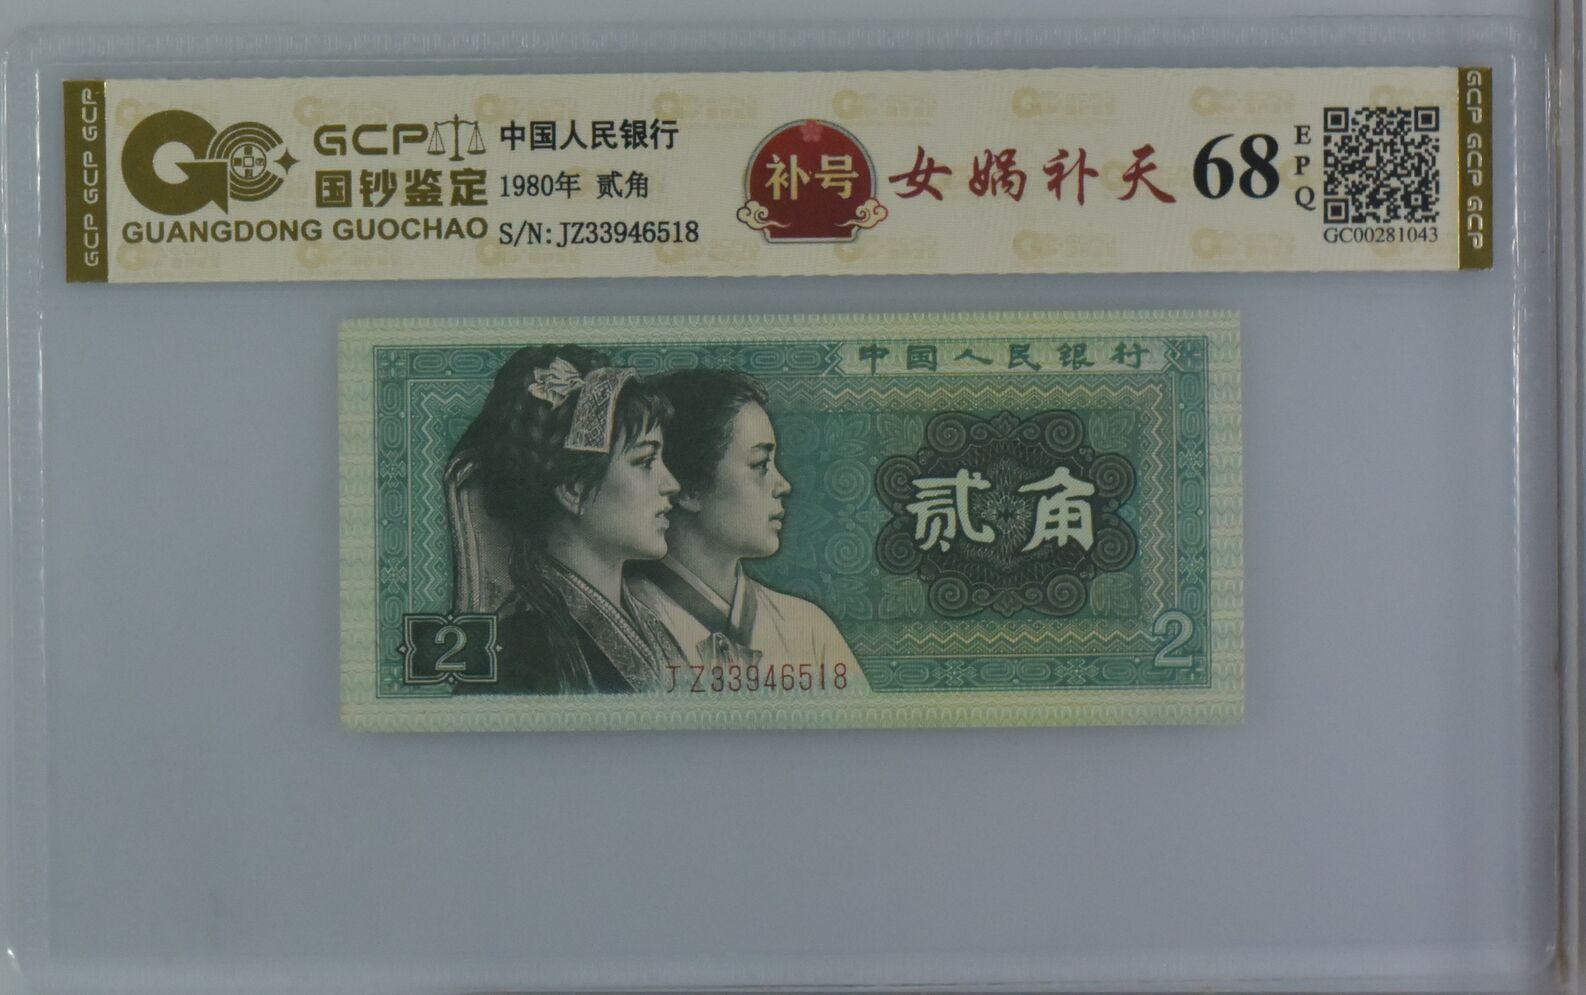 GCP
国钞鉴定
GUANGDONG GUOCHAO
中国人民银行
1980年 贰角
S/N:JZ33946518
补号
女娲补天
68
EPQ
GC00281043
GCP GCP GCP
GCP GCP GCP
中国人民银行
贰角
2
2
JZ33946518